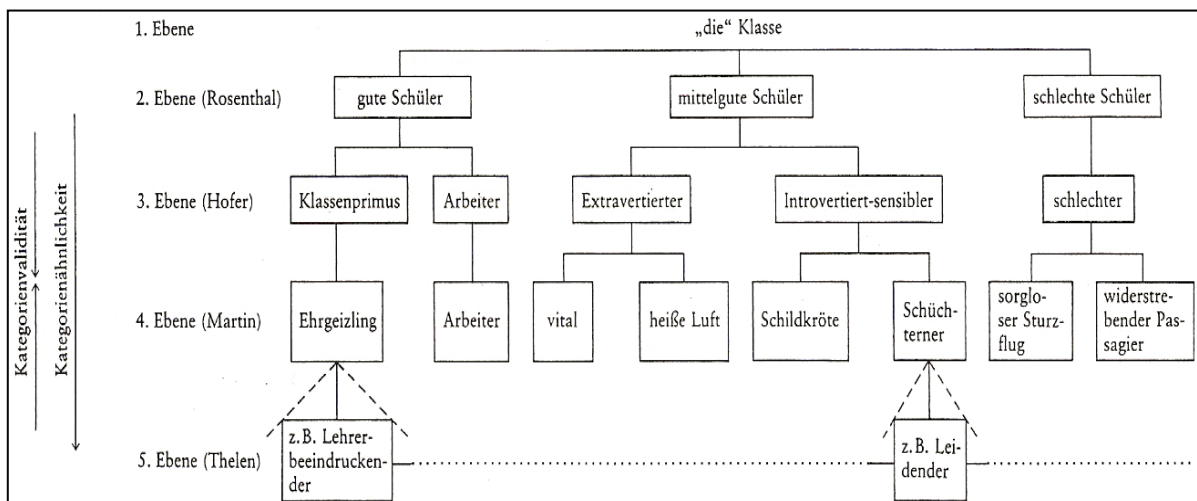 1. Ebene
„die“ Klasse
2. Ebene (Rosenthal)
gute Schüler
mittelgute Schüler
schlechte Schüler
3. Ebene (Hofer)
Klassenprimus
Arbeiter
Extravertierter
Introvertiert-sensibler
schlechter
4. Ebene (Martin)
Ehrgeizling
Arbeiter
vital
heiße Luft
Schildkröte
Schüch-
terner
sorglo-
ser Sturz-
flug
widerstre-
bender Pas-
sagier
5. Ebene (Thelen)
z.B. Lehrer-
beeindrucken-
der
z.B. Lei-
dender
Kategorienvalidität
Kategorienähnlichkeit